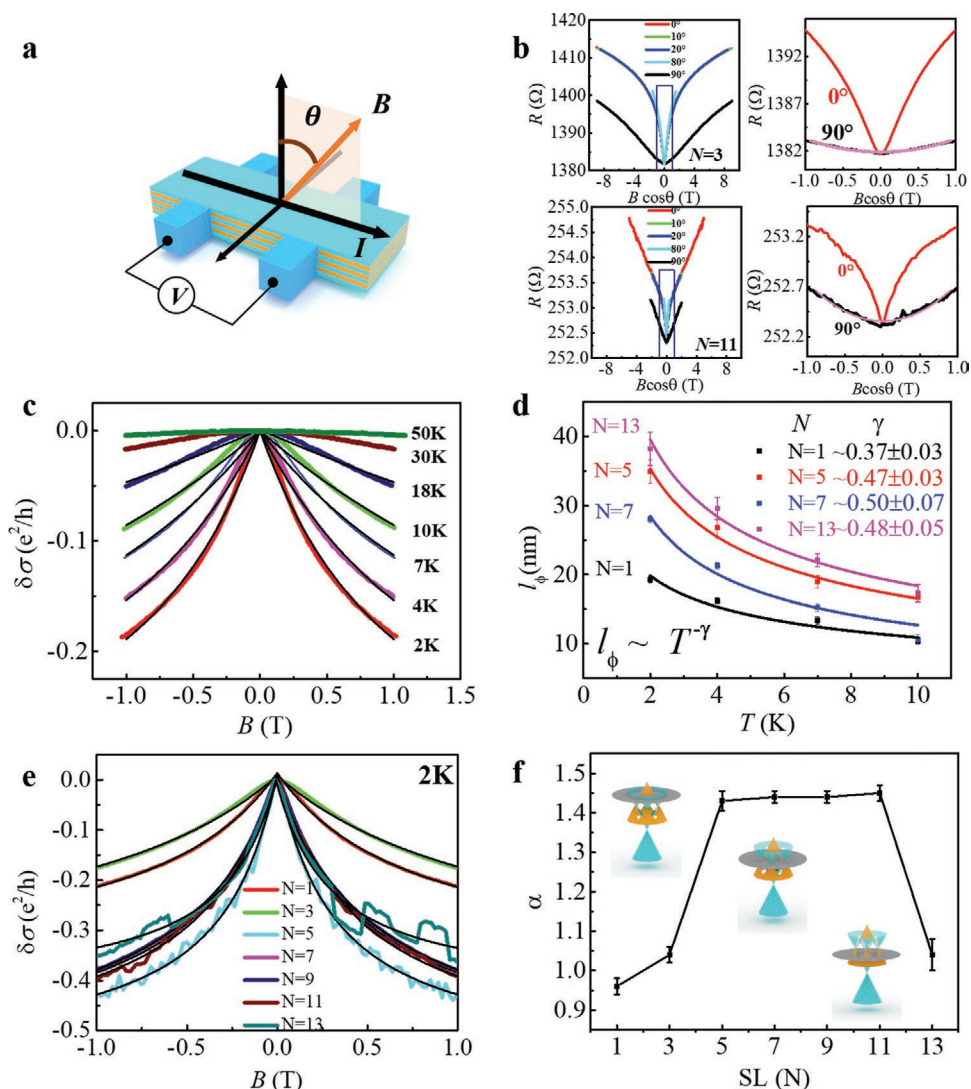 a
θ
B
I
V
b
1420
1410
1400
1390
1380
R (Ω)
0°
10°
20°
80°
90°
N=3
-8 -4 0 4 8
B cosθ (T)
1392
1387
1382
R (Ω)
0°
90°
-1.0 -0.5 0.0 0.5 1.0
Bcosθ (T)
255.0
254.5
254.0
253.5
253.0
252.5
252.0
R (Ω)
0°
10°
20°
80°
90°
N=11
-8 -4 0 4 8
Bcosθ (T)
253.2
252.7
252.2
R (Ω)
0°
90°
-1.0 -0.5 0.0 0.5 1.0
Bcosθ (T)
c
0.0
-0.1
-0.2
δσ (e²/h)
50K
30K
18K
10K
7K
4K
2K
-1.0 -0.5 0.0 0.5 1.0 1.5
B (T)
d
40
30
20
10
lϕ (nm)
N=13
N=5
N=7
N=1
N γ
N=1 ~0.37±0.03
N=5 ~0.47±0.03
N=7 ~0.50±0.07
N=13~0.48±0.05
lϕ ~ T^-γ
0 2 4 6 8 10
T (K)
e
2K
0.0
-0.1
-0.2
-0.3
-0.4
-0.5
δσ (e²/h)
N=1
N=3
N=5
N=7
N=9
N=11
N=13
-1.0 -0.5 0.0 0.5 1.0
B (T)
f
1.5
1.4
1.3
1.2
1.1
1.0
0.9
α
1 3 5 7 9 11 13
SL (N)